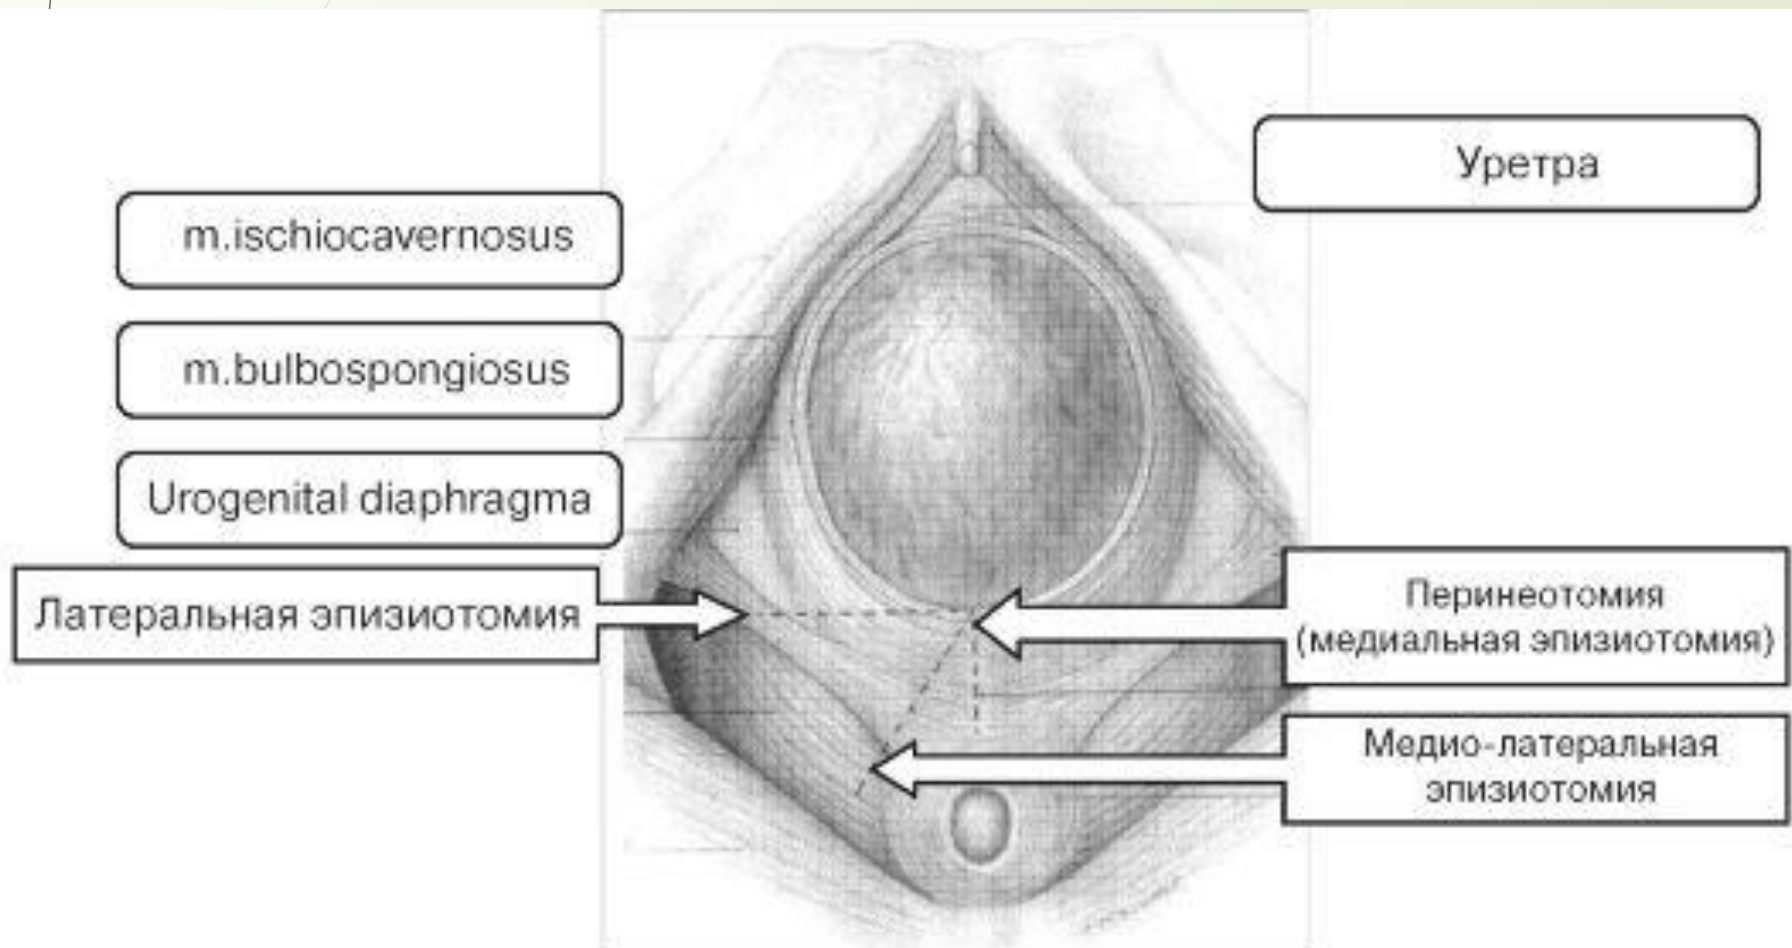 Уретра
m.ischiocavernosus
m.bulbospongiosus
Urogenital diaphragma
Латеральная эпизиотомия
Перинеотомия
(медиальная эпизиотомия)
Медио-латеральная
эпизиотомия